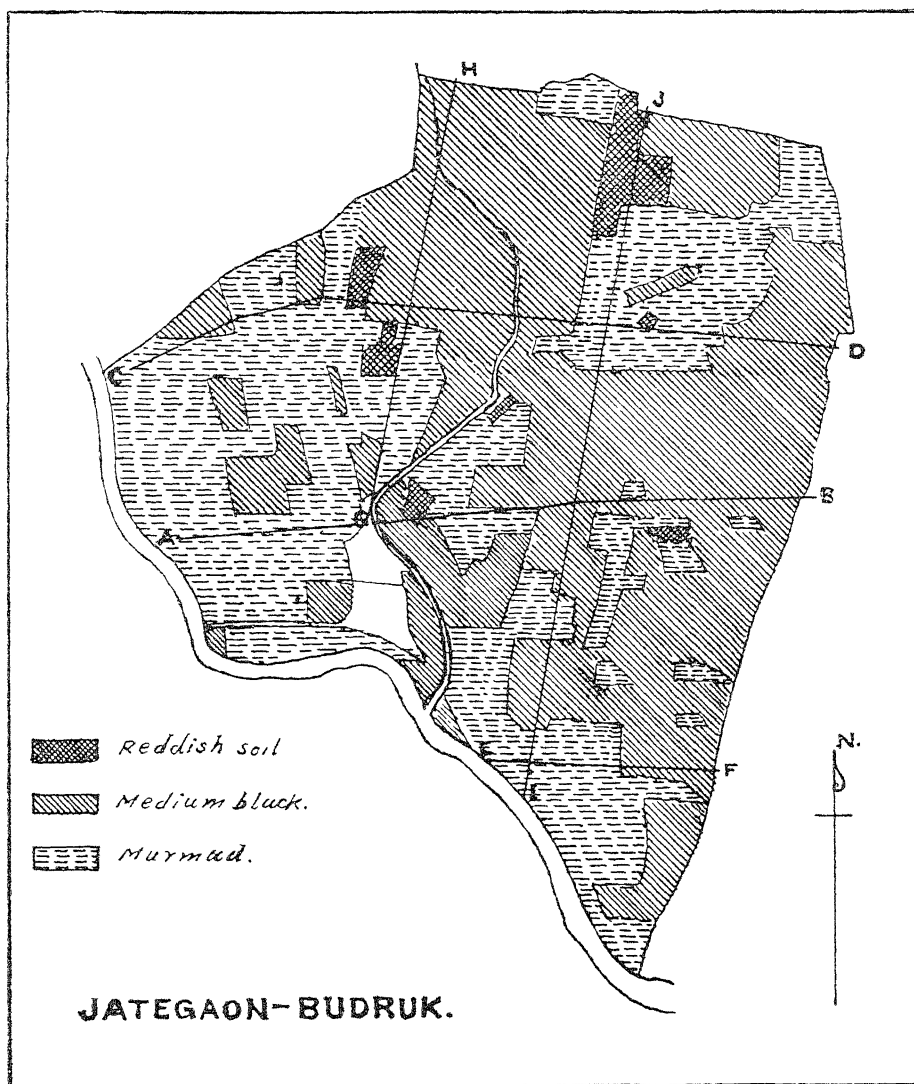 H
J
C
D
A
G
B
E
F
I
N.
Reddish soil
Medium black.
Murmad.
JATEGAON-BUDRUK.